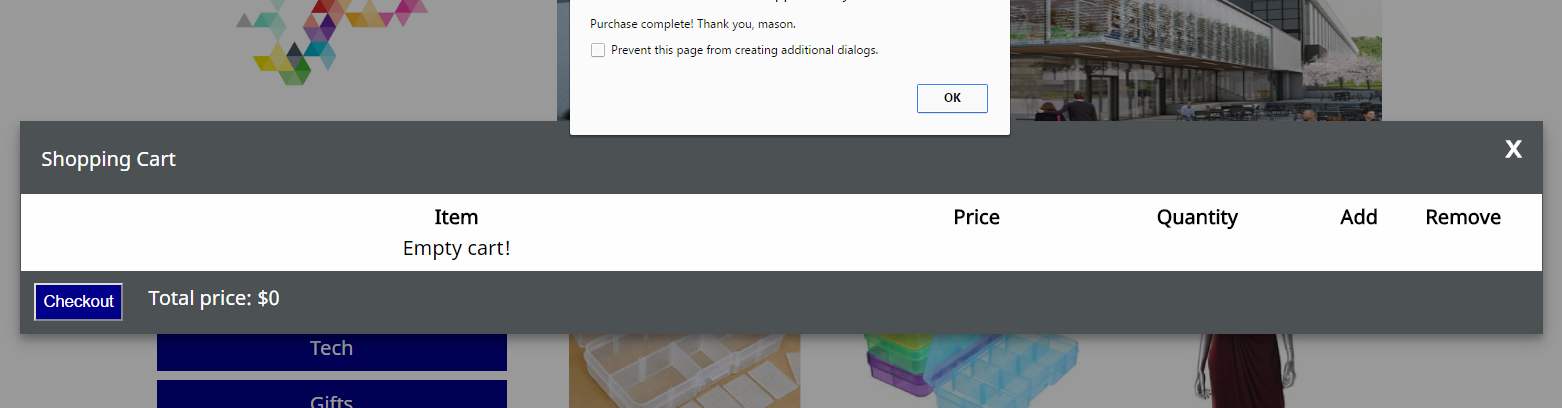 Purchase complete! Thank you, mason.
Prevent this page from creating additional dialogs.
OK
Shopping Cart
X
Item Price Quantity Add Remove
Empty cart!
Checkout Total price: $0
Tech
Gifts